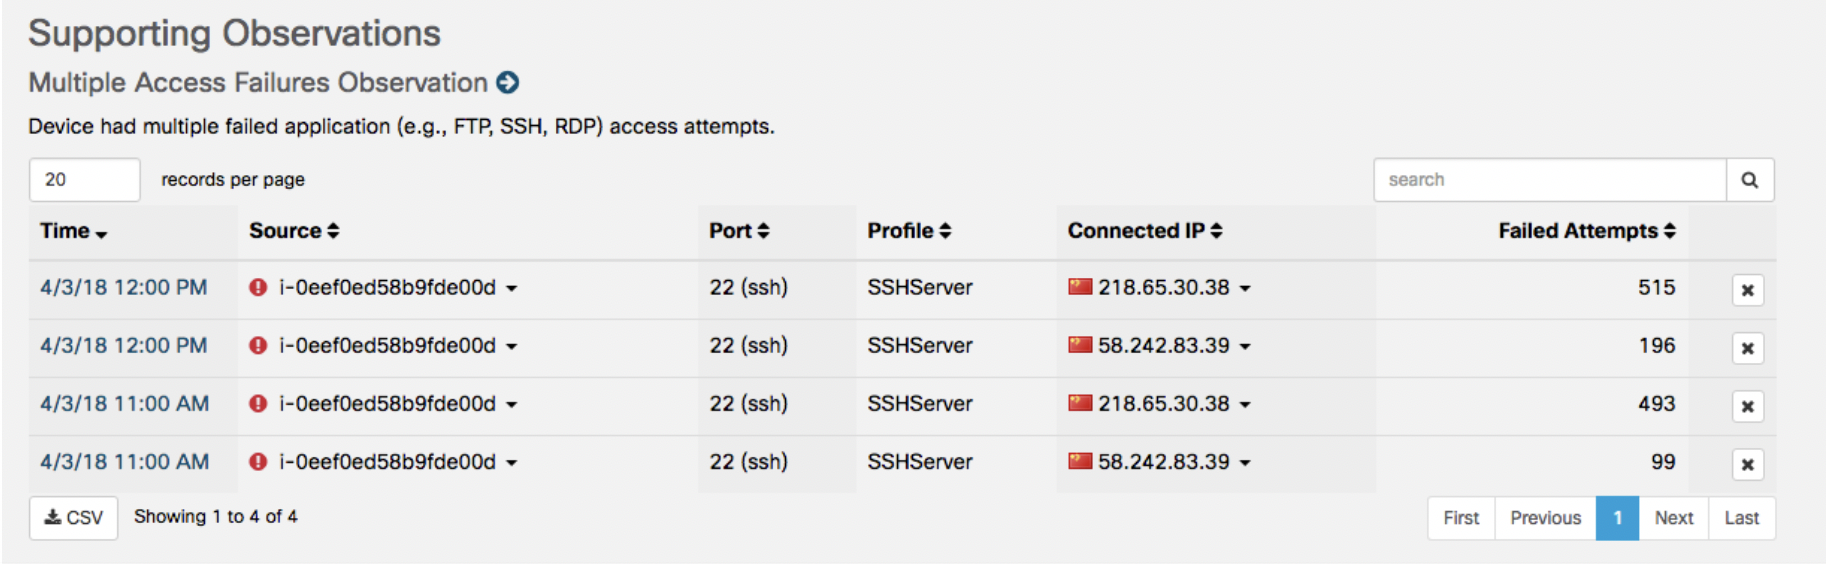 Supporting Observations
Multiple Access Failures Observation
Device had multiple failed application (e.g., FTP, SSH, RDP) access attempts.
20 records per page search
Time Source Port Profile Connected IP Failed Attempts
4/3/18 12:00 PM i-0eef0ed58b9fde00d 22 (ssh) SSHServer 218.65.30.38 515
4/3/18 12:00 PM i-0eef0ed58b9fde00d 22 (ssh) SSHServer 58.242.83.39 196
4/3/18 11:00 AM i-0eef0ed58b9fde00d 22 (ssh) SSHServer 218.65.30.38 493
4/3/18 11:00 AM i-0eef0ed58b9fde00d 22 (ssh) SSHServer 58.242.83.39 99
CSV Showing 1 to 4 of 4 First Previous 1 Next Last